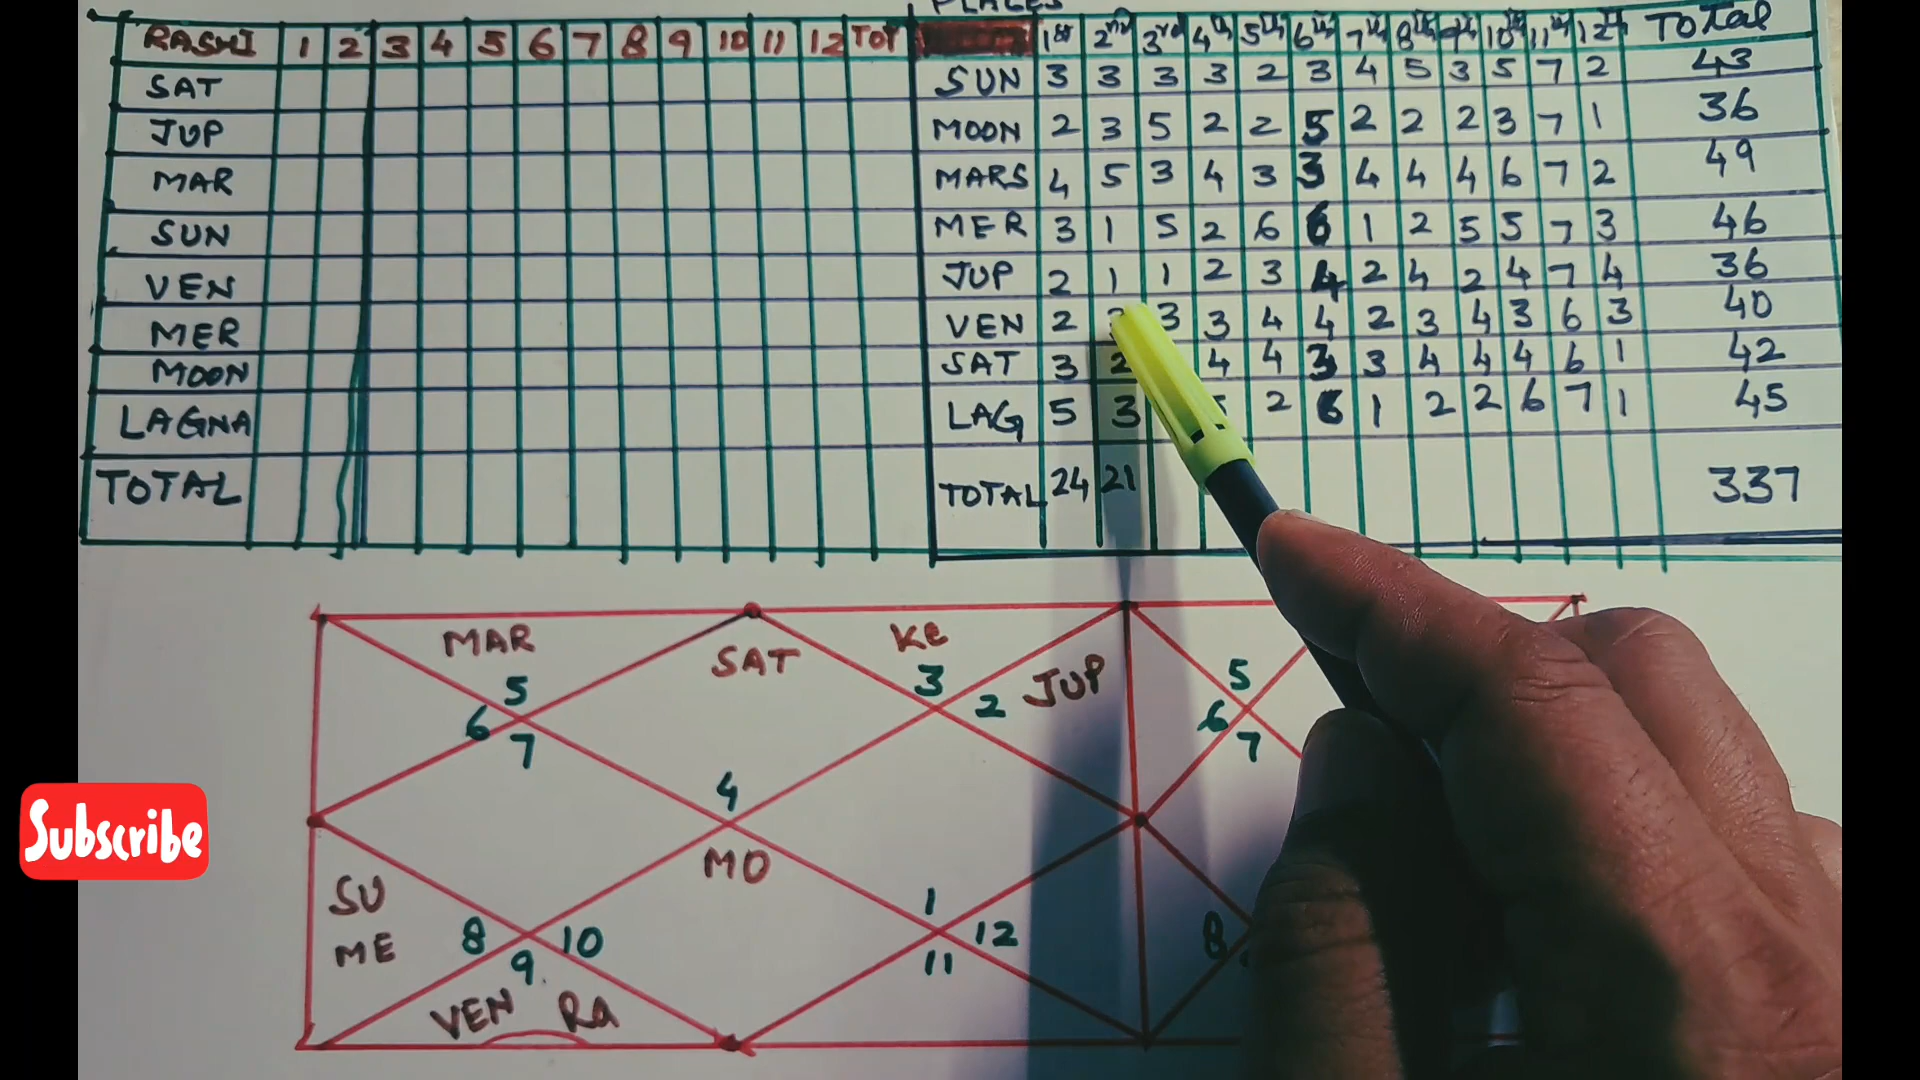 PLACES
RASHI 1 2 3 4 5 6 7 8 9 10 11 12 TOT
SAT
JUP
MAR
SUN
VEN
MER
MOON
LAGNA
TOTAL
1st 2nd 3rd 4th 5th 6th 7th 8th 9th 10th 11th 12th Total
SUN 3 3 3 3 2 3 4 5 3 5 7 2 43
MOON 2 3 5 2 2 5 2 2 2 3 7 1 36
MARS 4 5 3 4 3 3 4 4 4 6 7 2 49
MER 3 1 5 2 6 6 1 2 5 5 7 3 46
JUP 2 1 1 2 3 4 2 4 2 4 7 4 36
VEN 2 3 3 4 4 2 3 4 3 6 3 40
SAT 3 2 4 4 3 3 4 4 4 6 1 42
LAG 5 3 2 6 1 2 2 6 7 1 45
TOTAL 24 21 337
MAR
SAT
Ke
JUP
5
6
7
3
2
4
MO
SU
ME
8
9
10
VEN Ra
1
12
11
5
6
7
8
Subscribe